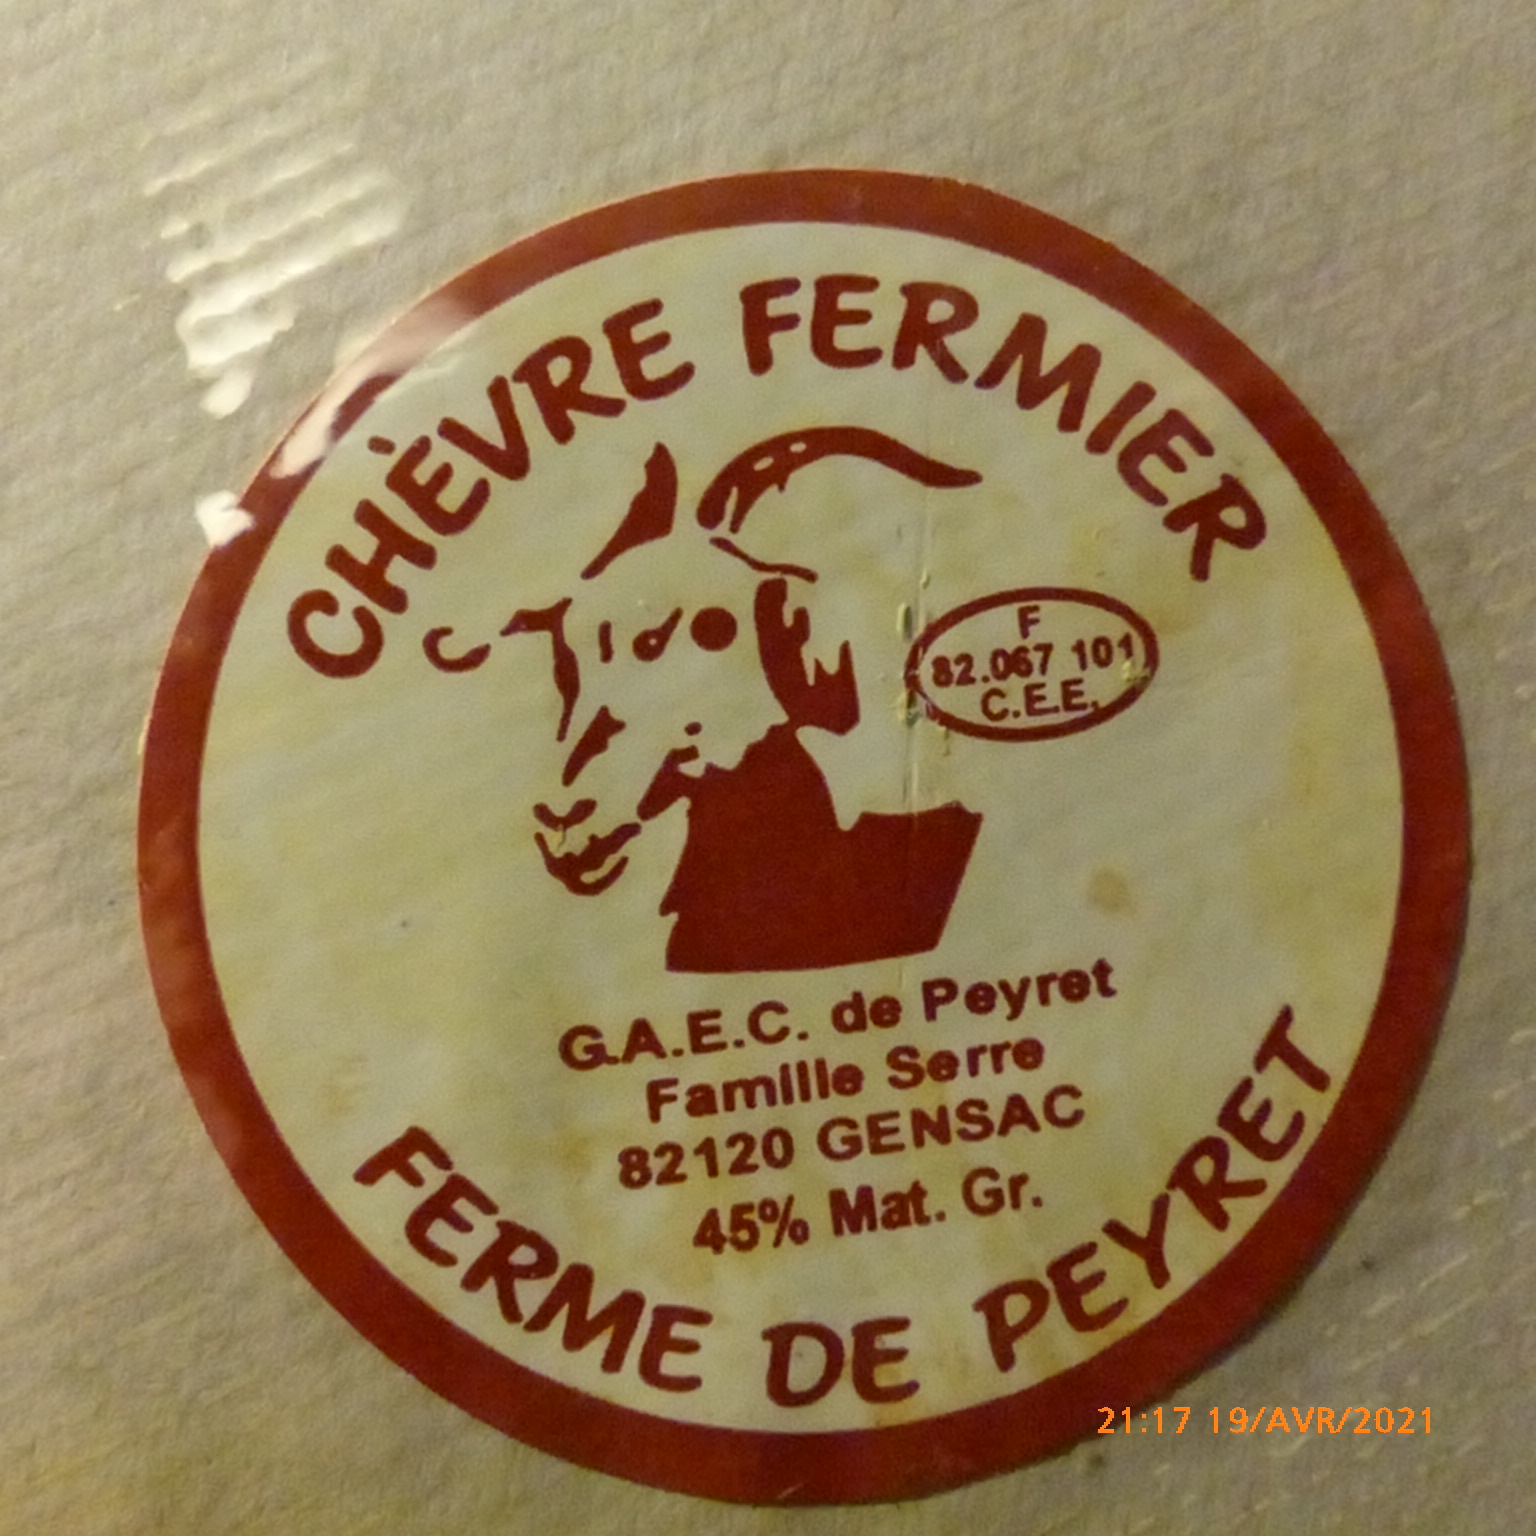 CHÈVRE FERMIER
F
82.067 101
C.E.E.
G.A.E.C. de Peyret
Famille Serre
82120 GENSAC
45% Mat. Gr.
FERME DE PEYRET
21:17 19/AVR/2021